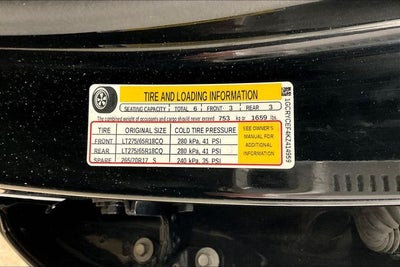 TIRE AND LOADING INFORMATION
SEATING CAPACITY TOTAL 6 FRONT 3 REAR 3
The combined weight of occupants and cargo should never exceed 753 kg or 1659 lbs.
TIRE ORIGINAL SIZE COLD TIRE PRESSURE
FRONT LT275/65R18CQ 280 kPa, 41 PSI
REAR LT275/65R18CQ 280 kPa, 41 PSI
SPARE 265/70R17 S 240 kPa, 35 PSI
SEE OWNER'S
MANUAL FOR
ADDITIONAL
INFORMATION
1GCRYCEF4KZ414959